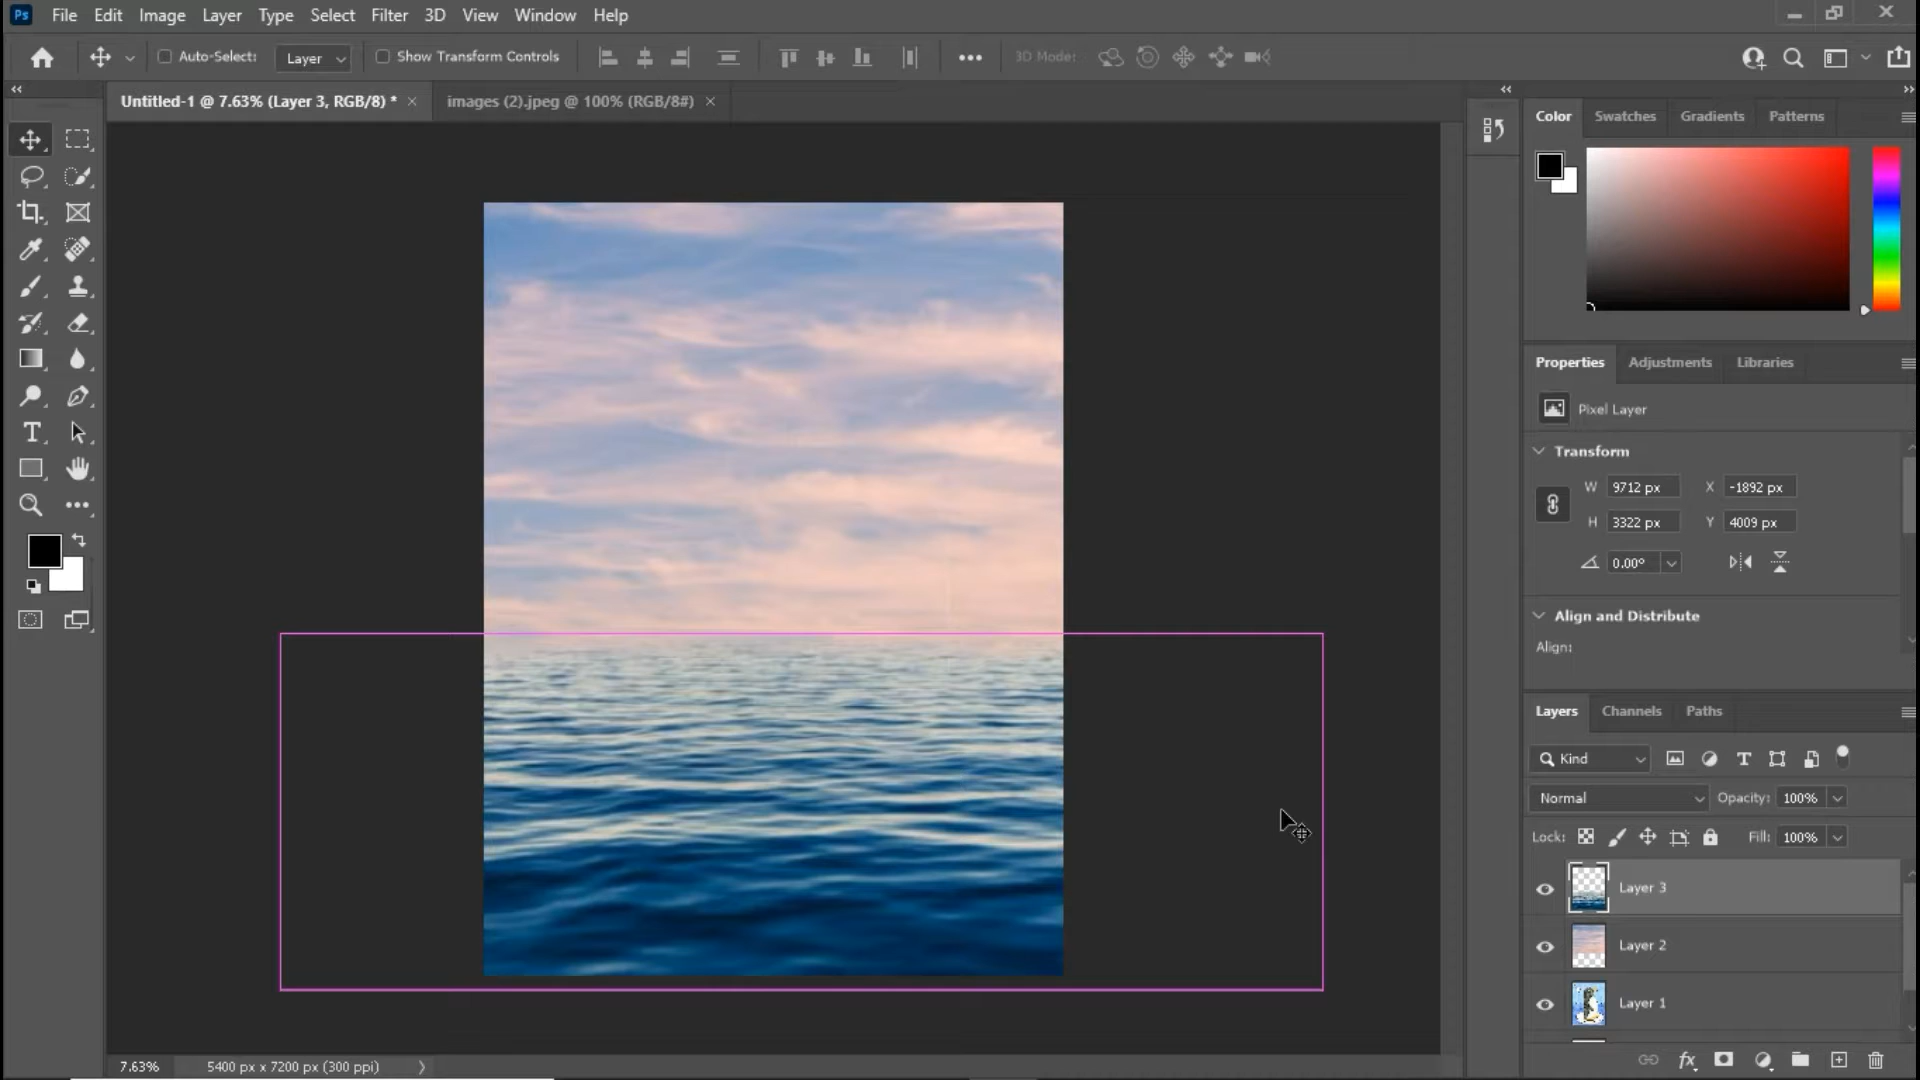 Ps File Edit Image Layer Type Select Filter 3D View Window Help
Auto-Select: Layer Show Transform Controls 3D Mode:
Untitled-1 @ 7.63% (Layer 3, RGB/8) * × images (2).jpeg @ 100% (RGB/8#) ×
Color Swatches Gradients Patterns
Properties Adjustments Libraries
Pixel Layer
Transform
W 9712 px X -1892 px
H 3322 px Y 4009 px
0.00°
Align and Distribute
Align:
Layers Channels Paths
Kind
Normal Opacity: 100%
Lock: Fill: 100%
Layer 3
Layer 2
Layer 1
7.63% 5400 px x 7200 px (300 ppi)